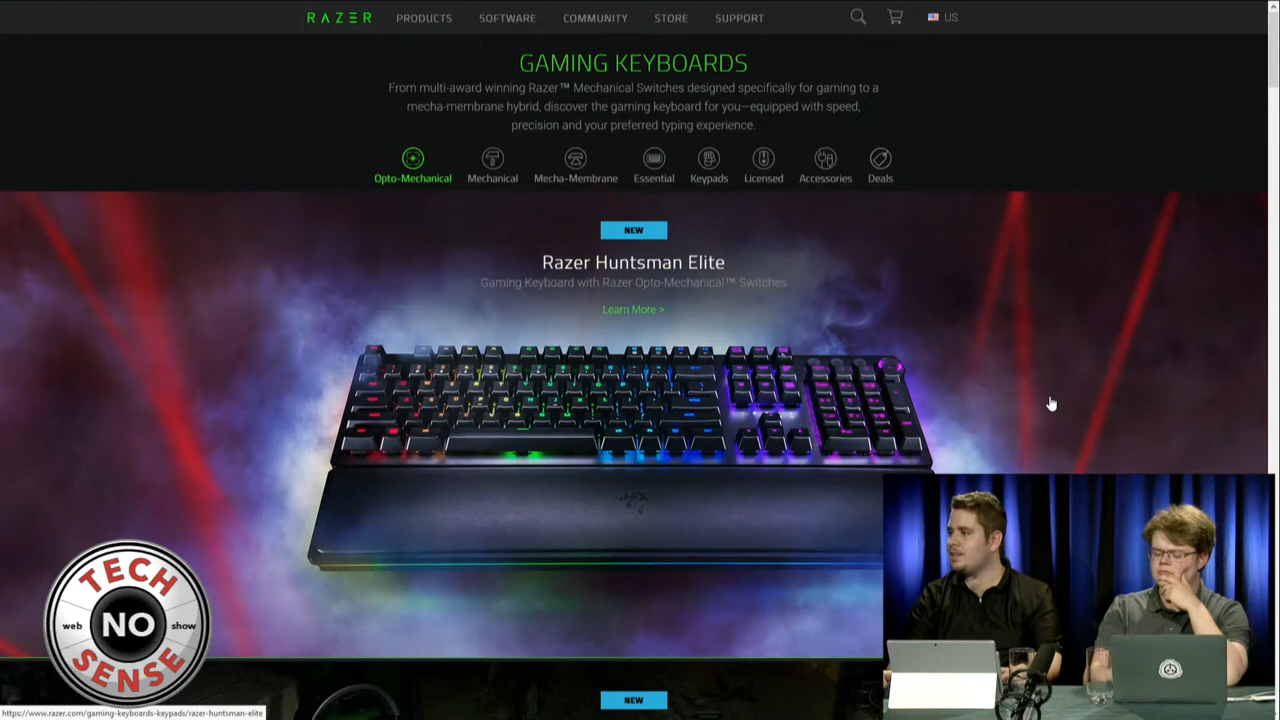 RAZER PRODUCTS SOFTWARE COMMUNITY STORE SUPPORT US
GAMING KEYBOARDS
From multi-award winning Razer™ Mechanical Switches designed specifically for gaming to a
mecha-membrane hybrid, discover the gaming keyboard for you—equipped with speed,
precision and your preferred typing experience.
Opto-Mechanical Mechanical Mecha-Membrane Essential Keypads Licensed Accessories Deals
NEW
Razer Huntsman Elite
Gaming Keyboard with Razer Opto-Mechanical™ Switches
Learn More >
TECH
web NO show
SENSE
NEW
https://www.razer.com/gaming-keyboards-keypads/razer-huntsman-elite